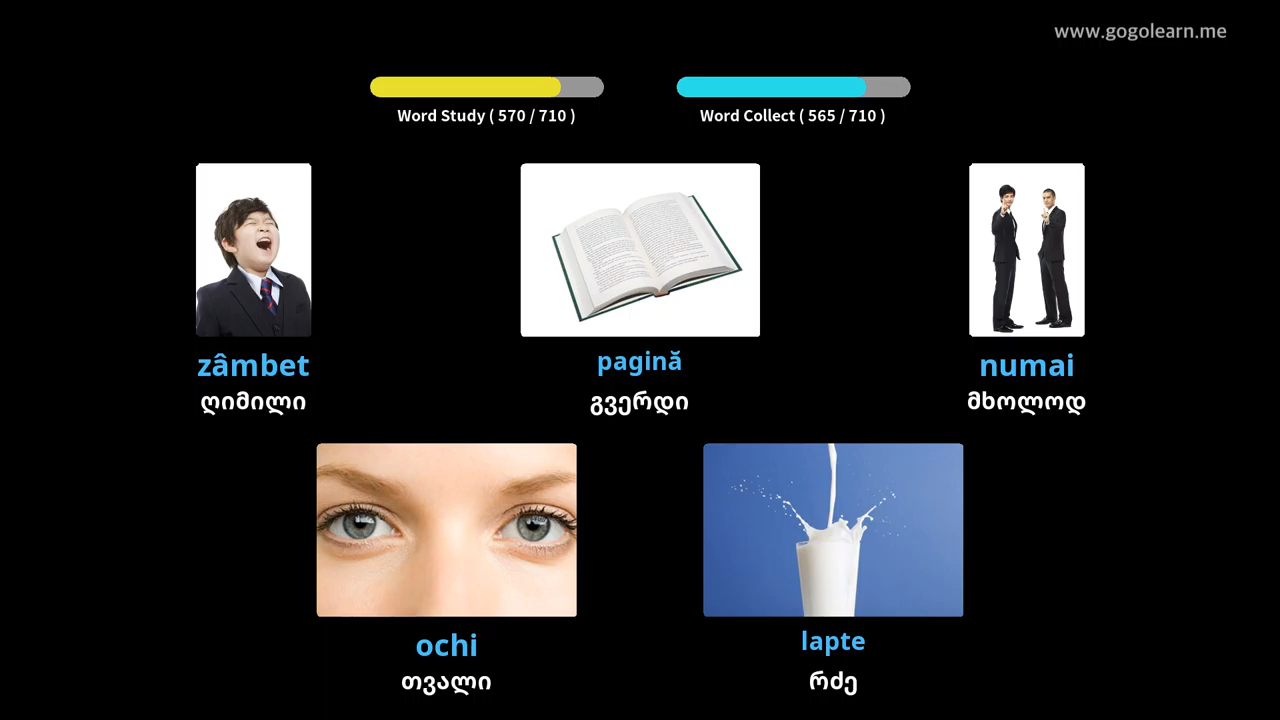 www.gogolearn.me
Word Study ( 570 / 710 )
Word Collect ( 565 / 710 )
zâmbet
ღიმილი
pagină
გვერდი
numai
მხოლოდ
ochi
თვალი
lapte
რძე